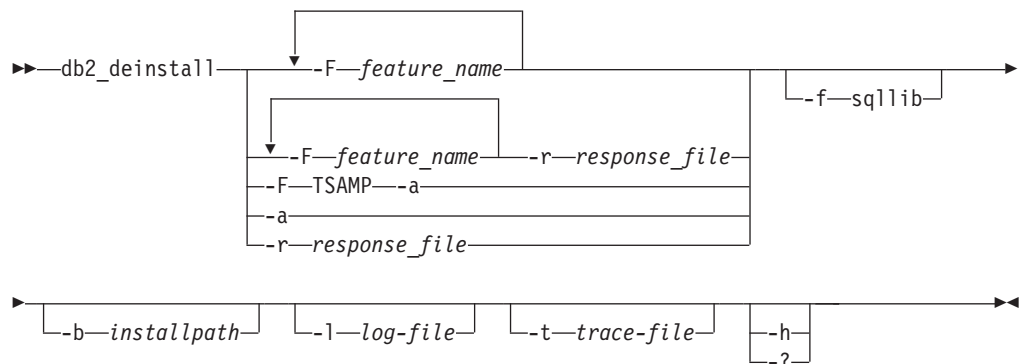 db2_deinstall -F feature_name
-f sqllib
-F feature_name -r response_file
-F TSAMP -a
-a
-r response_file
-b installpath -l log-file -t trace-file -h
-?